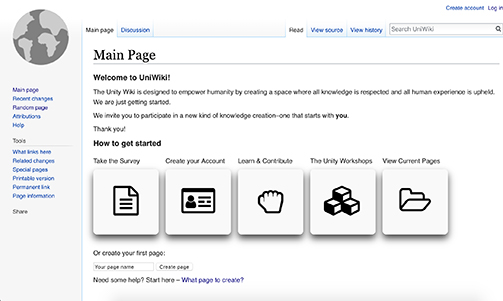 Create account Log in
Main page Discussion Read View source View history Search UniWiki
Main Page
Welcome to UniWiki!
The Unity Wiki is designed to empower humanity by creating a space where all knowledge is respected and all human experience is upheld.
We are just getting started.
We invite you to participate in a new kind of knowledge creation–one that starts with you.
Thank you!
How to get started
Take the Survey Create your Account Learn & Contribute The Unity Workshops View Current Pages
Or create your first page:
Your page name Create page
Need some help? Start here – What page to create?
Main page
Recent changes
Random page
Attributions
Help
Tools
What links here
Related changes
Special pages
Printable version
Permanent link
Page information
Share